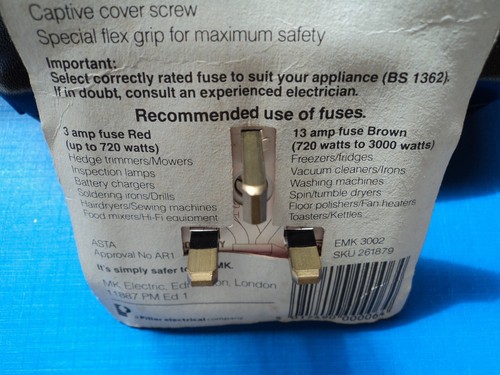 Captive cover screw
Special flex grip for maximum safety
Important:
Select correctly rated fuse to suit your appliance (BS 1362).
If in doubt, consult an experienced electrician.
Recommended use of fuses.
3 amp fuse Red
(up to 720 watts)
Hedge trimmers/Mowers
Inspection lamps
Battery chargers
Soldering irons/Drills
Hairdryers/Sewing machines
Food mixers/Hi-Fi equipment
13 amp fuse Brown
(720 watts to 3000 watts)
Freezers/fridges
Vacuum cleaners/Irons
Washing machines
Spin/tumble dryers
Floor polishers/Fan heaters
Toasters/Kettles
ASTA
Approval No AR1
EMK 3002
SKU 261879
It's simply safer to MK.
MK Electric, Ed on, London
11887 PM Ed 1
electrical company